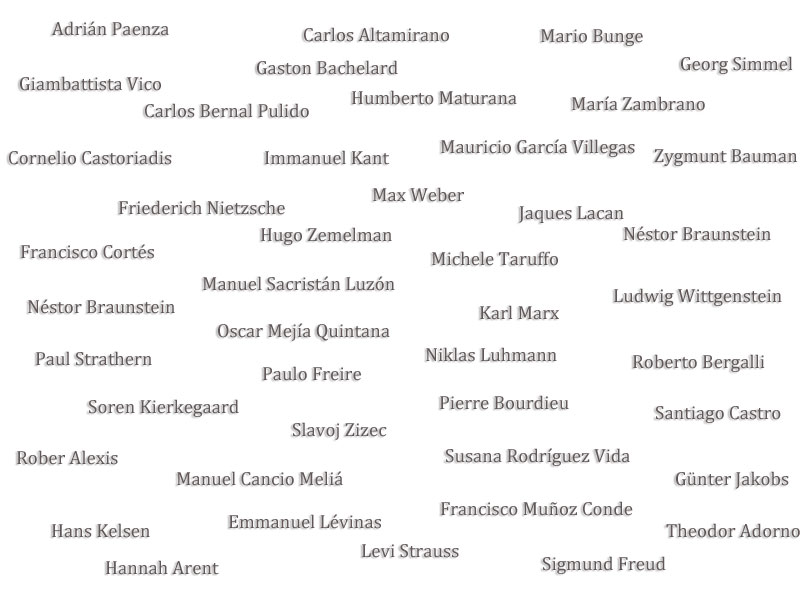 Adrián Paenza
Carlos Altamirano
Mario Bunge
Georg Simmel
Gaston Bachelard
Giambattista Vico
Humberto Maturana
María Zambrano
Carlos Bernal Pulido
Mauricio García Villegas
Zygmunt Bauman
Cornelio Castoriadis
Immanuel Kant
Max Weber
Friederich Nietzsche
Jaques Lacan
Hugo Zemelman
Néstor Braunstein
Francisco Cortés
Michele Taruffo
Manuel Sacristán Luzón
Ludwig Wittgenstein
Néstor Braunstein
Karl Marx
Oscar Mejía Quintana
Niklas Luhmann
Paul Strathern
Roberto Bergalli
Paulo Freire
Pierre Bourdieu
Soren Kierkegaard
Santiago Castro
Slavoj Zizec
Susana Rodríguez Vida
Rober Alexis
Manuel Cancio Meliá
Günter Jakobs
Francisco Muñoz Conde
Emmanuel Lévinas
Hans Kelsen
Theodor Adorno
Levi Strauss
Sigmund Freud
Hannah Arent